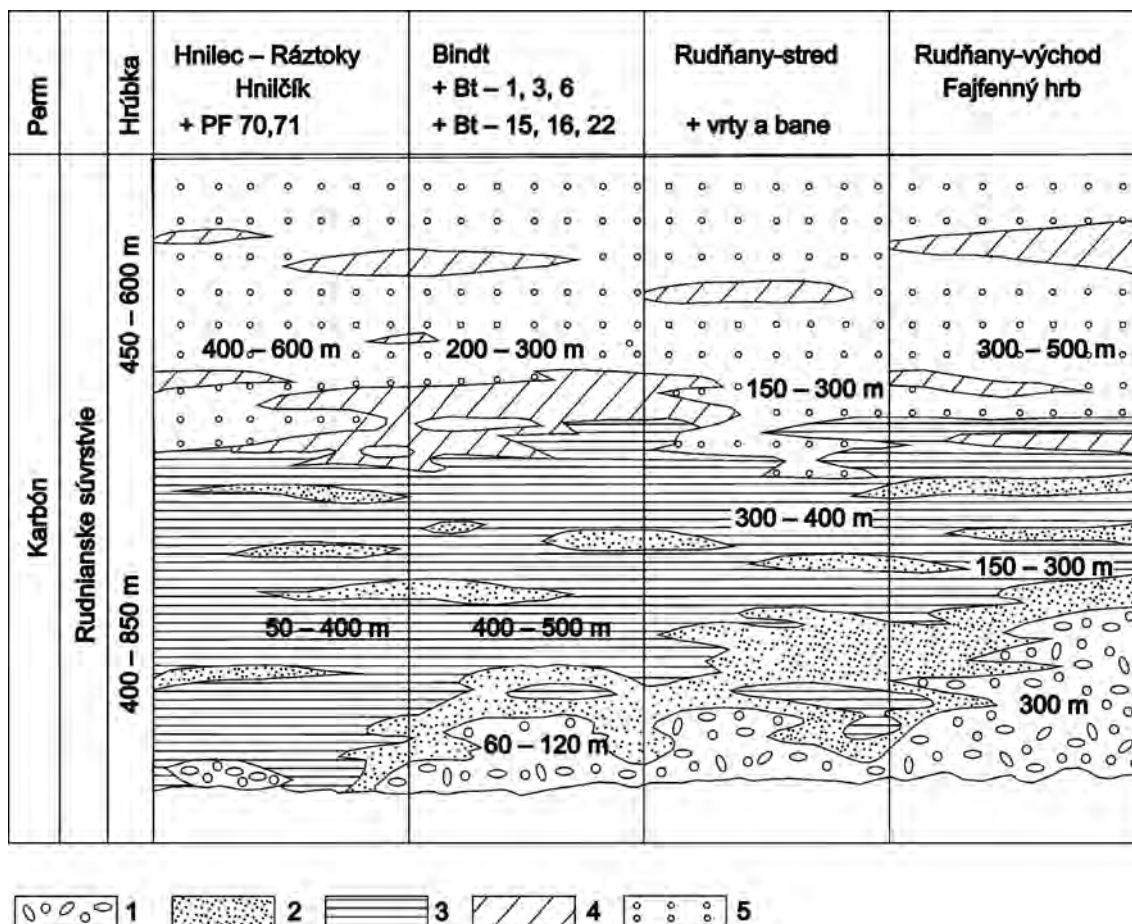 Perm
Hrúbka
Hnilec – Ráztoky
Hnilčík
+ PF 70,71
Bindt
+ Bt – 1, 3, 6
+ Bt – 15, 16, 22
Rudňany-stred
+ vrty a bane
Rudňany-východ
Fajfenný hrb
Karbón
Rudnianske súvrstvie
450 – 600 m
400 – 850 m
400 – 600 m
200 – 300 m
150 – 300 m
300 – 500 m
300 – 400 m
150 – 300 m
50 – 400 m
400 – 500 m
300 m
60 – 120 m
1
2
3
4
5